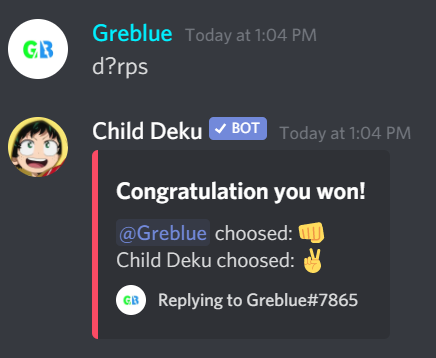 Greblue Today at 1:04 PM
GB
d?rps
Child Deku ✓ BOT Today at 1:04 PM
Congratulation you won!
@Greblue choosed: 👊
Child Deku choosed: ✌️
GB Replying to Greblue#7865